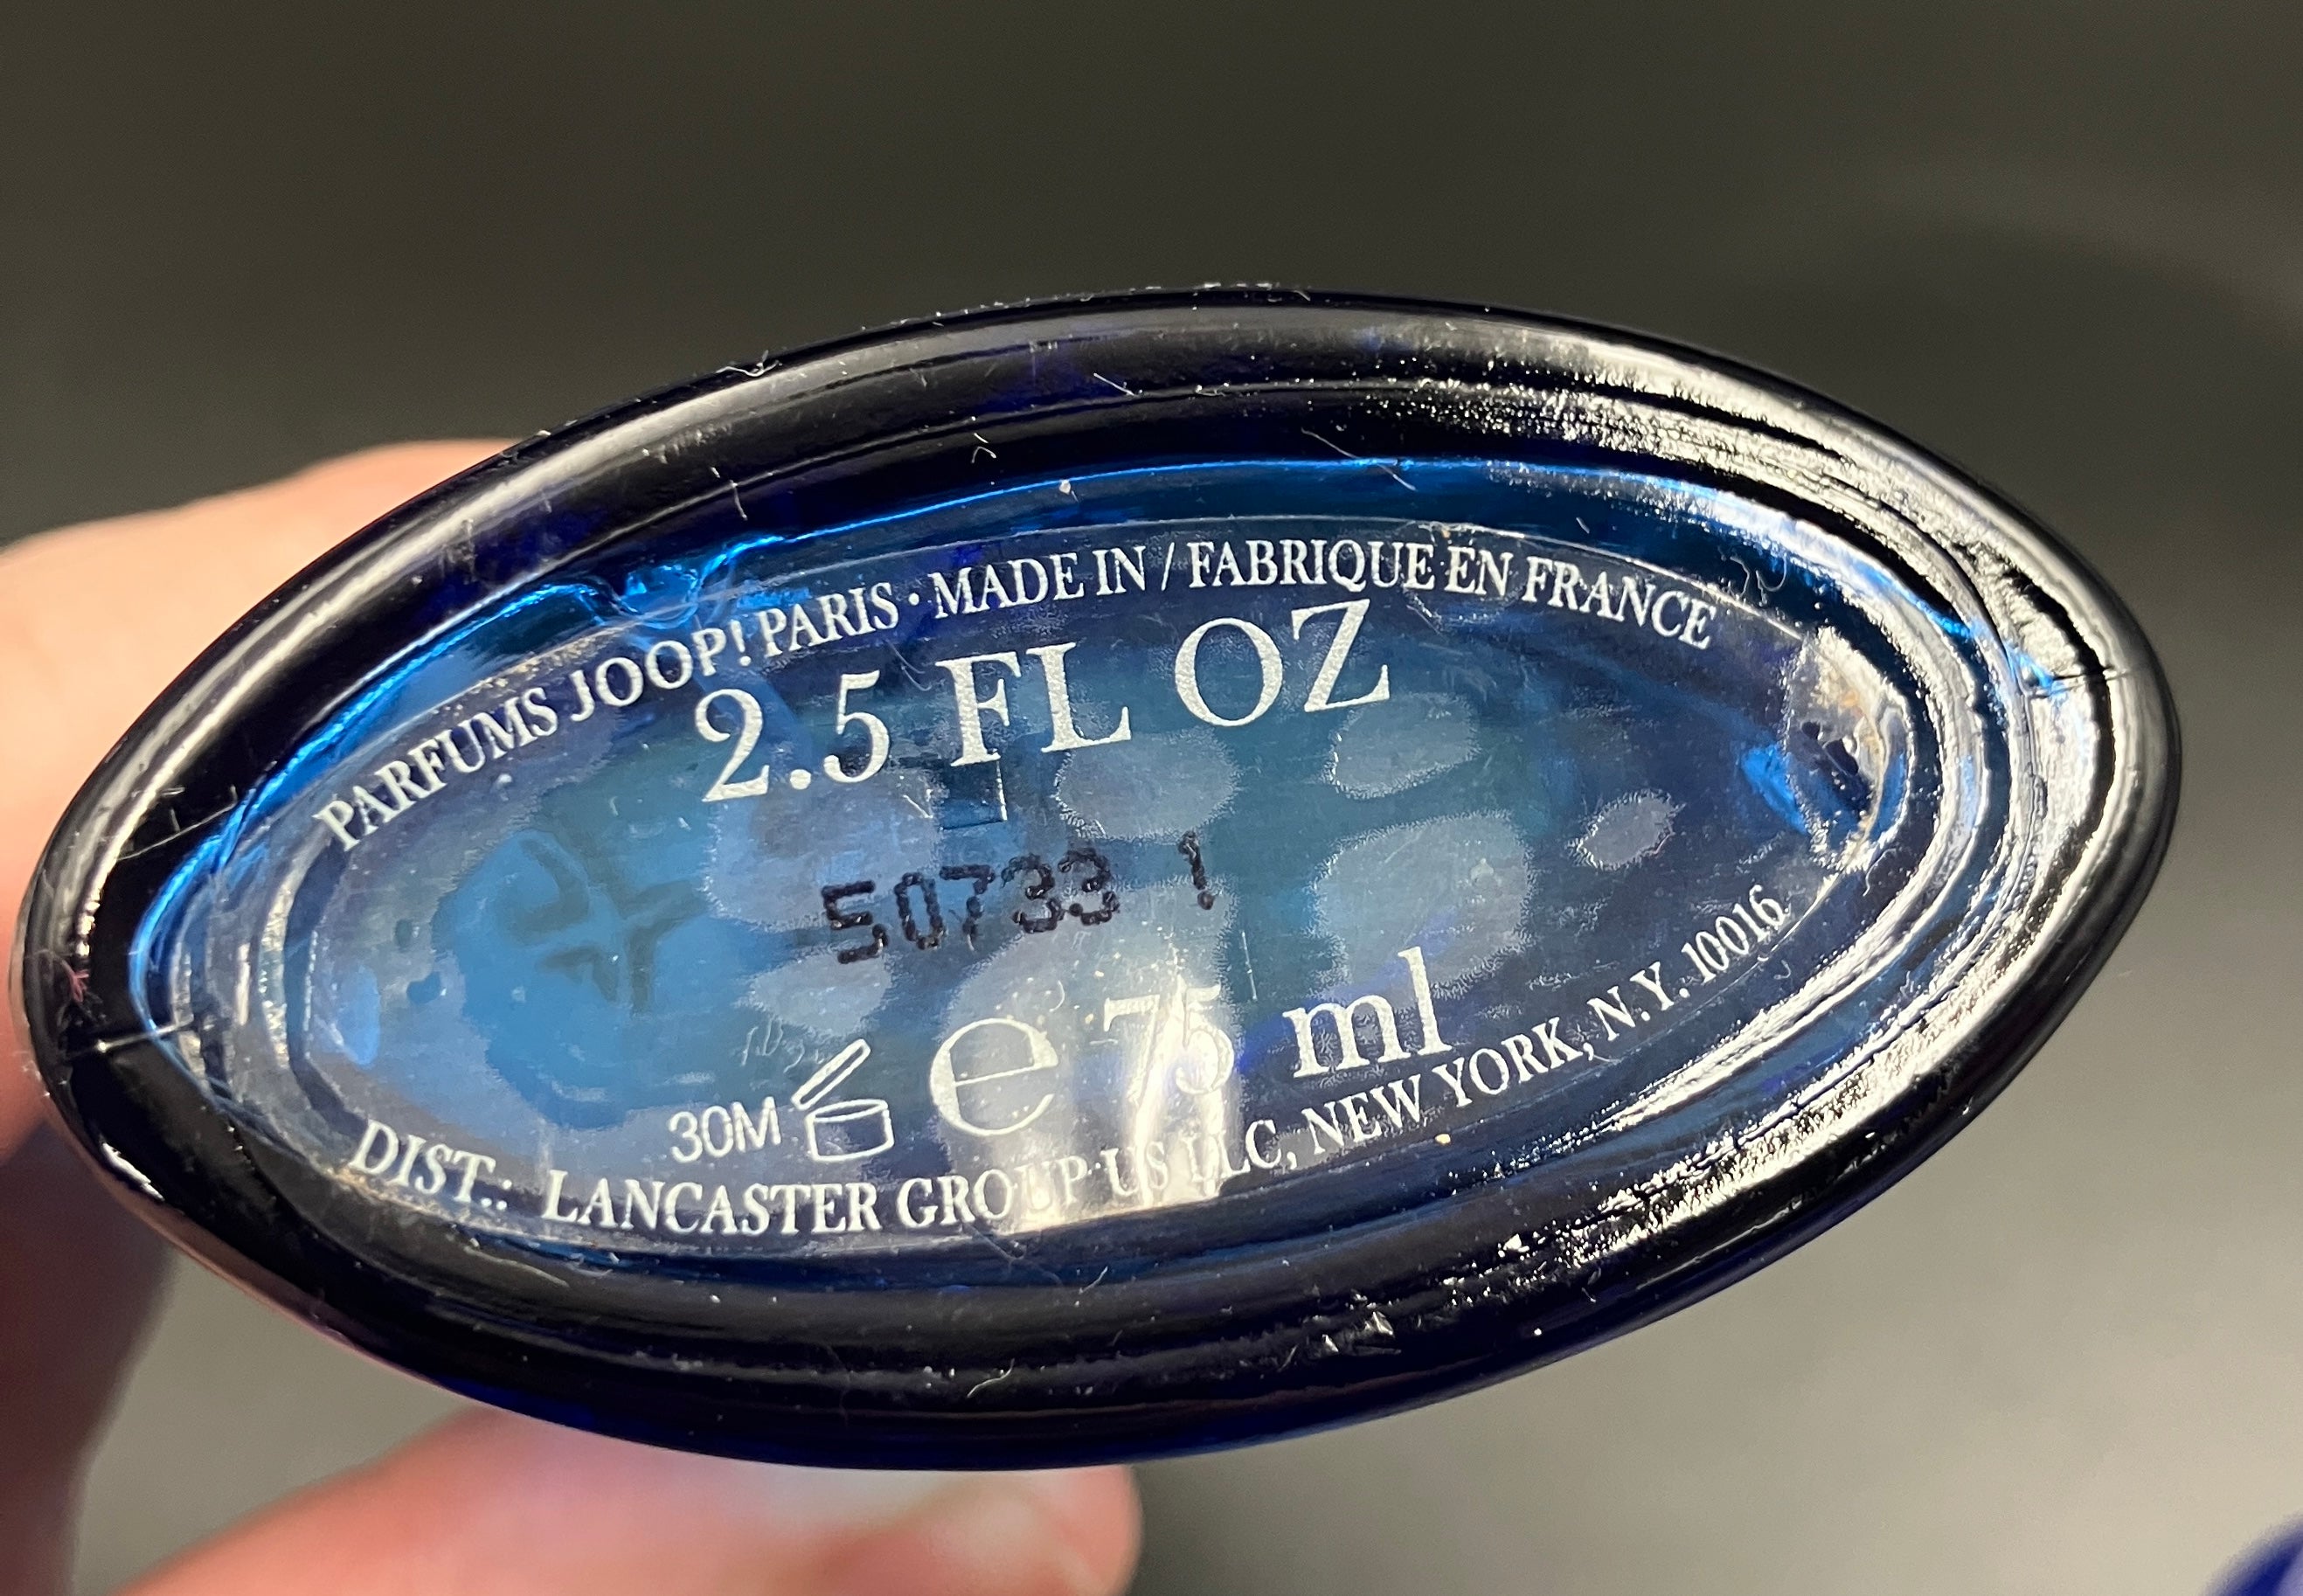 PARFUMS JOOP! PARIS · MADE IN / FABRIQUE EN FRANCE
2.5 FL OZ
50733 1
℮ 75 ml
30M
DIST.: LANCASTER GROUP US LLC, NEW YORK, N.Y. 10016